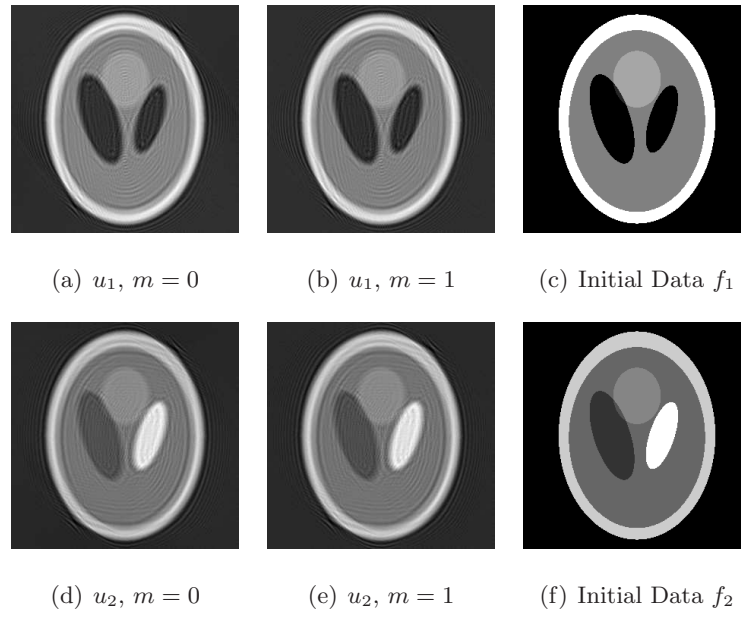 (a) u₁, m = 0
(b) u₁, m = 1
(c) Initial Data f₁
(d) u₂, m = 0
(e) u₂, m = 1
(f) Initial Data f₂